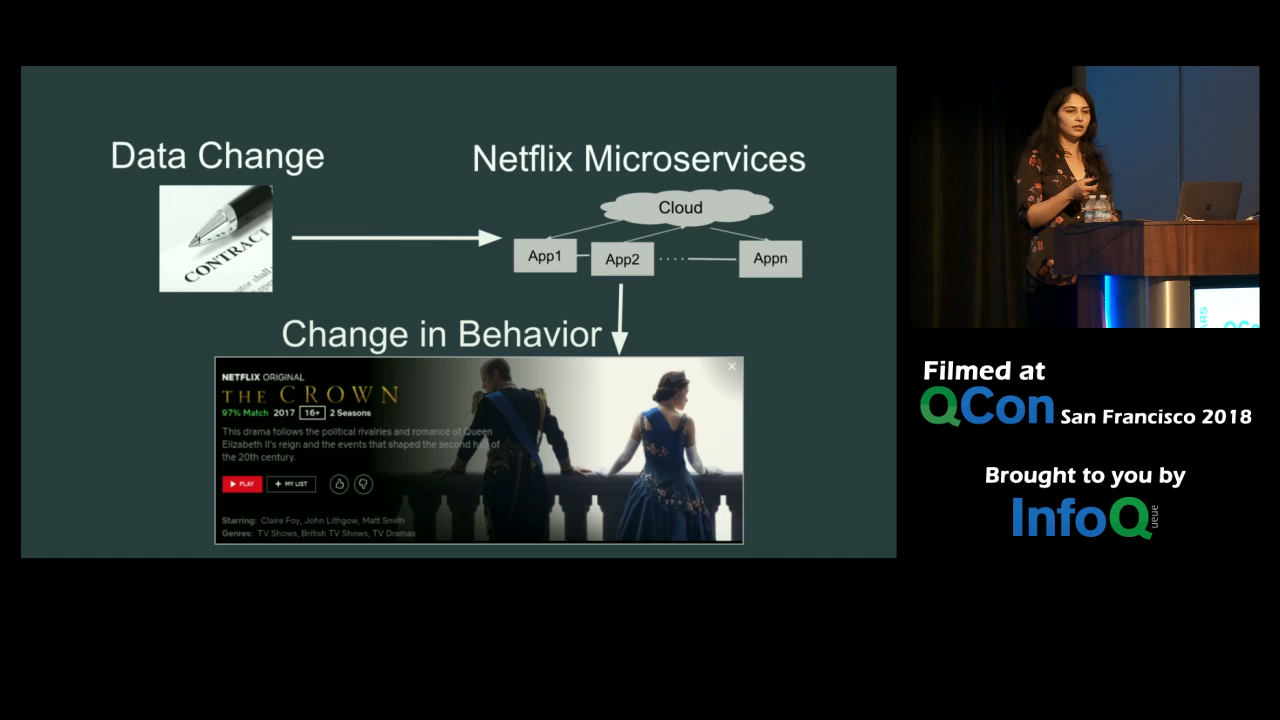 Data Change
Netflix Microservices
Cloud
App1
App2
Appn
CONTRACT
Change in Behavior
NETFLIX ORIGINAL
THE CROWN
97% Match 2017 16+ 2 Seasons
This drama follows the political rivalries and romance of Queen
Elizabeth II's reign and the events that shaped the second half of
the 20th century.
PLAY
+ MY LIST
Starring: Claire Foy, John Lithgow, Matt Smith
Genres: TV Shows, British TV Shows, TV Dramas
Filmed at
QCon San Francisco 2018
Brought to you by
InfoQ
ueue